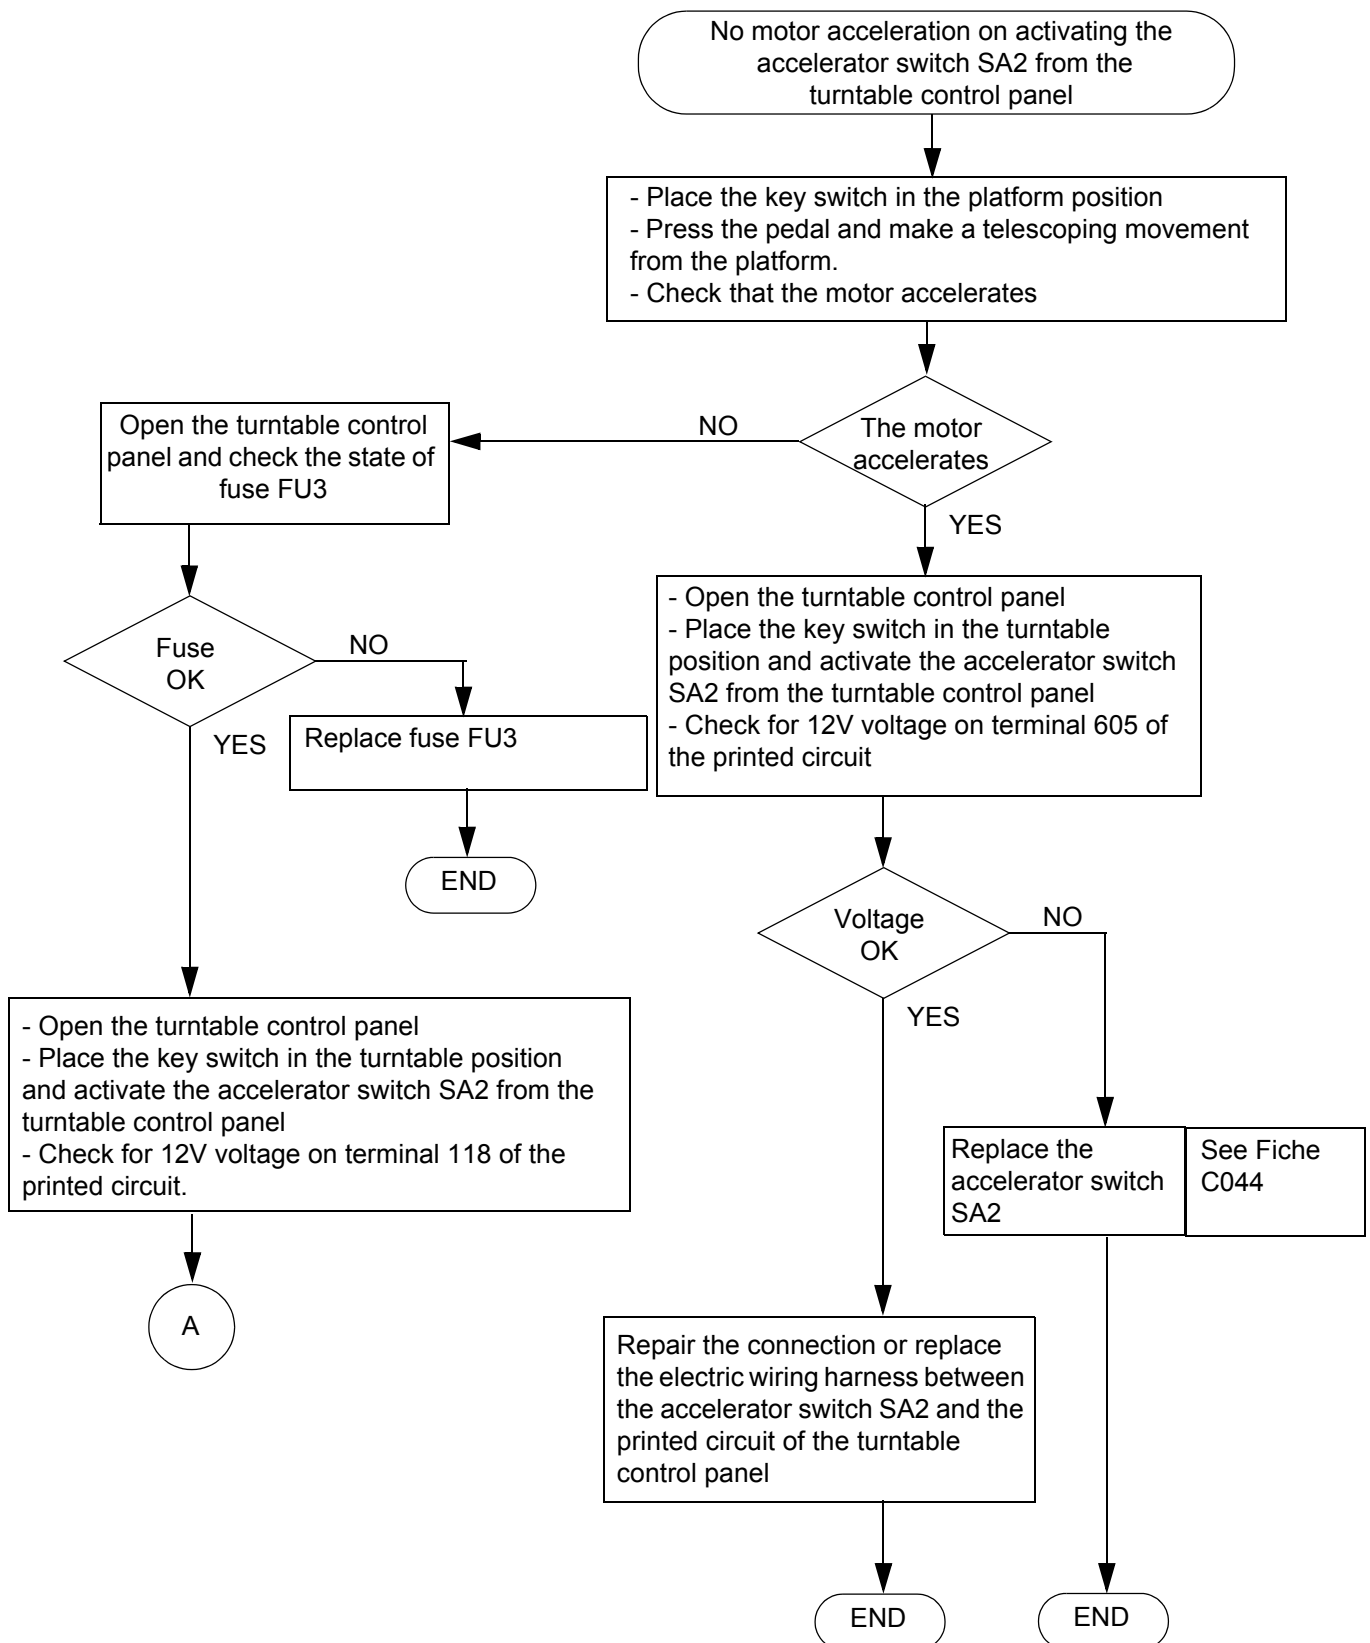 No motor acceleration on activating the
accelerator switch SA2 from the
turntable control panel
- Place the key switch in the platform position
- Press the pedal and make a telescoping movement
from the platform.
- Check that the motor accelerates
The motor
accelerates
NO
YES
Open the turntable control
panel and check the state of
fuse FU3
Fuse
OK
NO
YES
Replace fuse FU3
END
- Open the turntable control panel
- Place the key switch in the turntable
position and activate the accelerator switch
SA2 from the turntable control panel
- Check for 12V voltage on terminal 605 of
the printed circuit
Voltage
OK
NO
YES
- Open the turntable control panel
- Place the key switch in the turntable position
and activate the accelerator switch SA2 from the
turntable control panel
- Check for 12V voltage on terminal 118 of the
printed circuit.
A
Replace the
accelerator switch
SA2
See Fiche
C044
Repair the connection or replace
the electric wiring harness between
the accelerator switch SA2 and the
printed circuit of the turntable
control panel
END
END